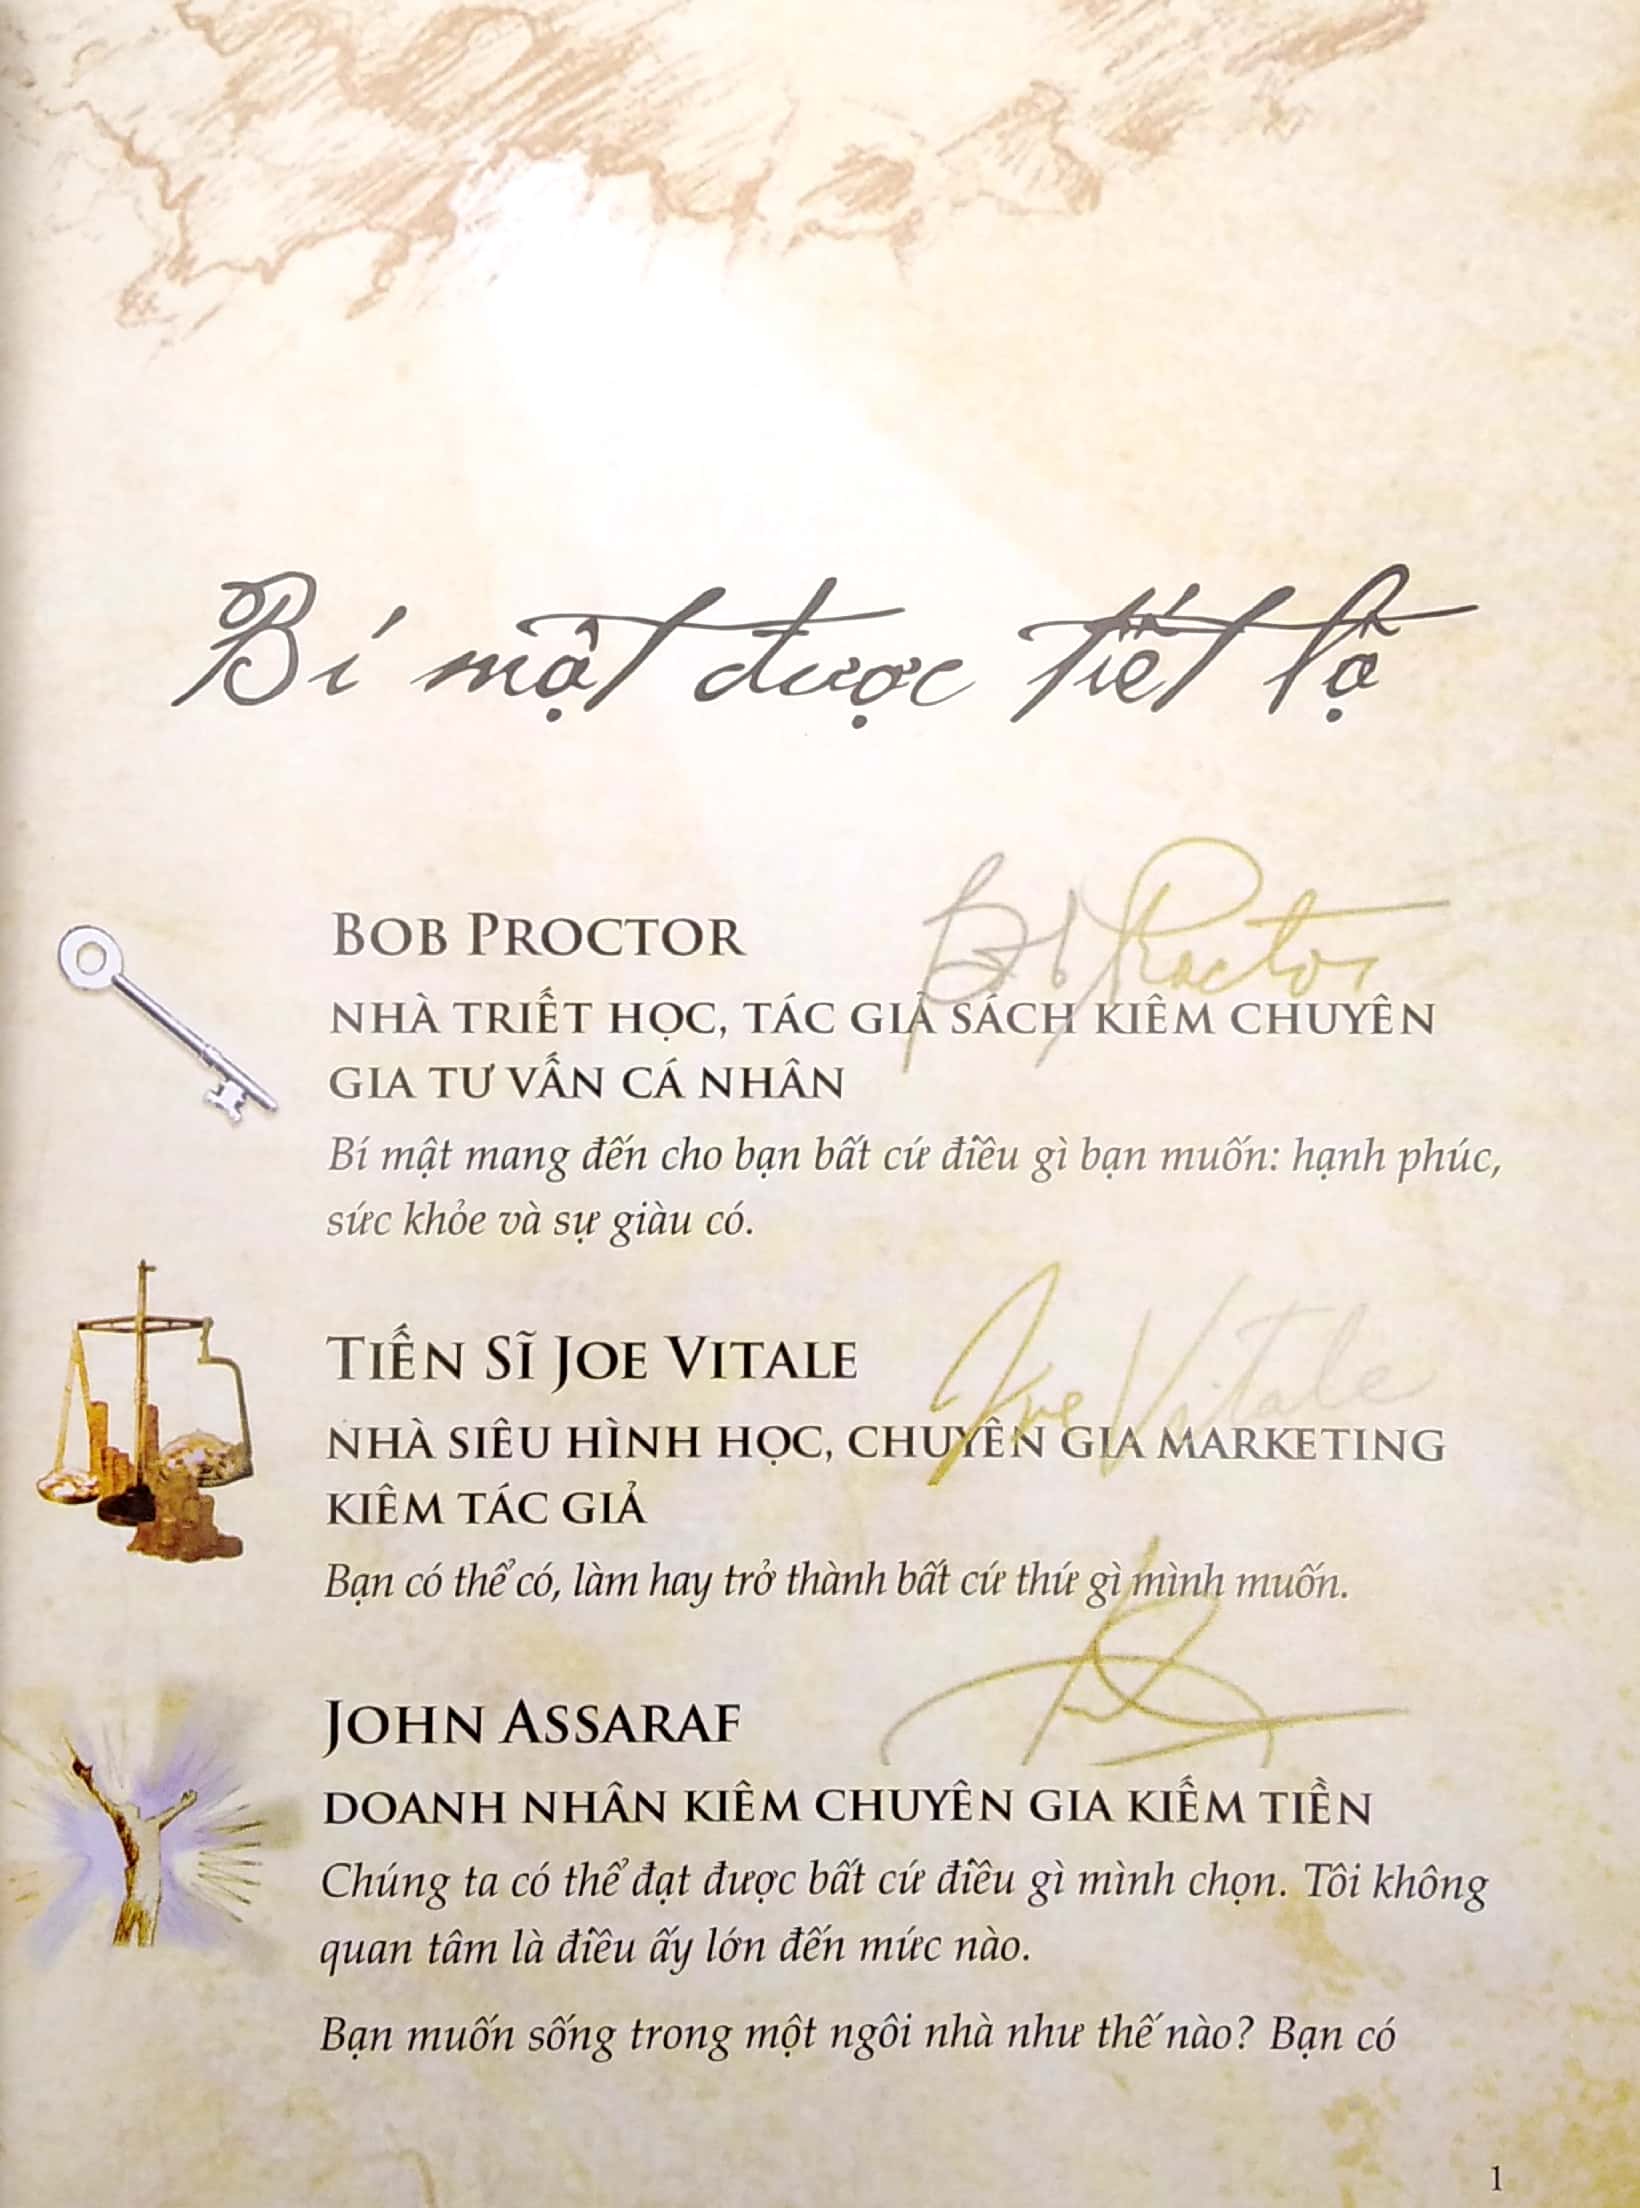 Bí mật được tiết lộ
Bob Proctor
BOB PROCTOR
NHÀ TRIẾT HỌC, TÁC GIẢ SÁCH KIÊM CHUYÊN
GIA TƯ VẤN CÁ NHÂN
Bí mật mang đến cho bạn bất cứ điều gì bạn muốn: hạnh phúc,
sức khỏe và sự giàu có.
Joe Vitale
TIẾN SĨ JOE VITALE
NHÀ SIÊU HÌNH HỌC, CHUYÊN GIA MARKETING
KIÊM TÁC GIẢ
Bạn có thể có, làm hay trở thành bất cứ thứ gì mình muốn.
JOHN ASSARAF
DOANH NHÂN KIÊM CHUYÊN GIA KIẾM TIỀN
Chúng ta có thể đạt được bất cứ điều gì mình chọn. Tôi không
quan tâm là điều ấy lớn đến mức nào.
Bạn muốn sống trong một ngôi nhà như thế nào? Bạn có
1